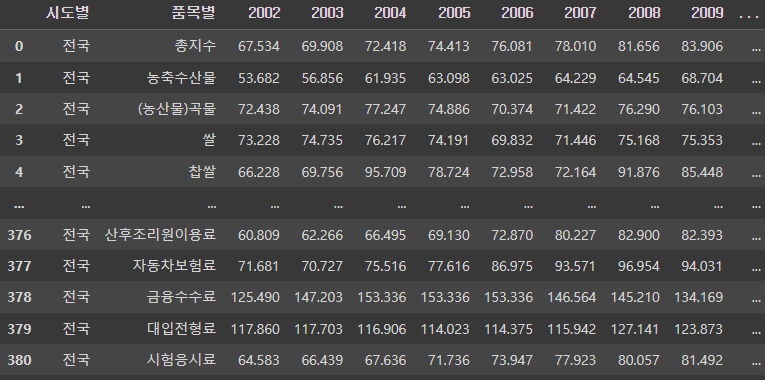 시도별 품목별 2002 2003 2004 2005 2006 2007 2008 2009 ...
0 전국 총지수 67.534 69.908 72.418 74.413 76.081 78.010 81.656 83.906 ...
1 전국 농축수산물 53.682 56.856 61.935 63.098 63.025 64.229 64.545 68.704 ...
2 전국 (농산물)곡물 72.438 74.091 77.247 74.886 70.374 71.422 76.290 76.103 ...
3 전국 쌀 73.228 74.735 76.217 74.191 69.832 71.446 75.168 75.353 ...
4 전국 찹쌀 66.228 69.756 95.709 78.724 72.958 72.164 91.876 85.448 ...
... ... ... ... ... ... ... ... ... ... ... ...
376 전국 산후조리원이용료 60.809 62.266 66.495 69.130 72.870 80.227 82.900 82.393 ...
377 전국 자동차보험료 71.681 70.727 75.516 77.616 86.975 93.571 96.954 94.031 ...
378 전국 금융수수료 125.490 147.203 153.336 153.336 153.336 146.564 145.210 134.169 ...
379 전국 대입전형료 117.860 117.703 116.906 114.023 114.375 115.942 127.141 123.873 ...
380 전국 시험응시료 64.583 66.439 67.636 71.736 73.947 77.923 80.057 81.492 ...